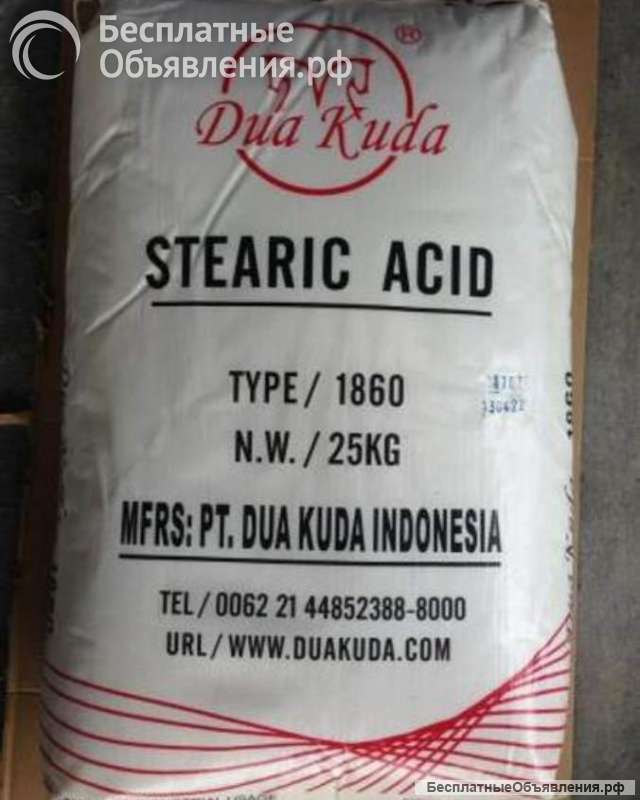 Бесплатные
Объявления.рф
®
Dua Kuda
STEARIC ACID
TYPE/ 1860
N.W./ 25KG
MFRS: PT. DUA KUDA INDONESIA
TEL/ 0062 21 44852388-8000
URL/ WWW.DUAKUDA.COM
1860
БесплатныеОбъявления.рф